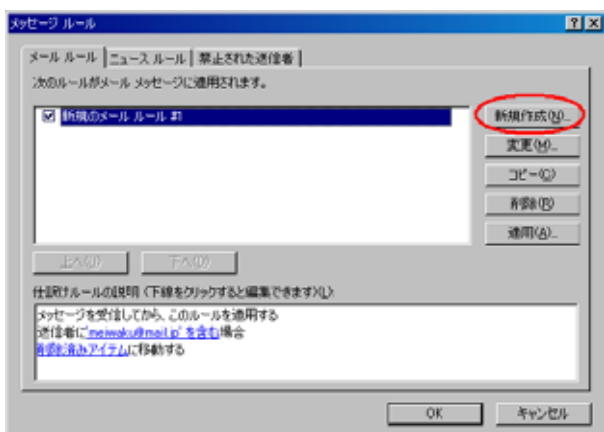 メッセージ ルール
メール ルール ニュース ルール 禁止された送信者
次のルールがメール メッセージに適用されます。
新規のメール ルール #1
新規作成(N)...
変更(M)...
コピー(C)
削除(R)
適用(A)...
上へ(U) 下へ(D)
仕訳けルールの説明 (下線をクリックすると編集できます)(L):
メッセージを受信してから、このルールを適用する
送信者に 'meiwaku@mail.jp' を含む場合
削除済みアイテムに移動する
OK キャンセル